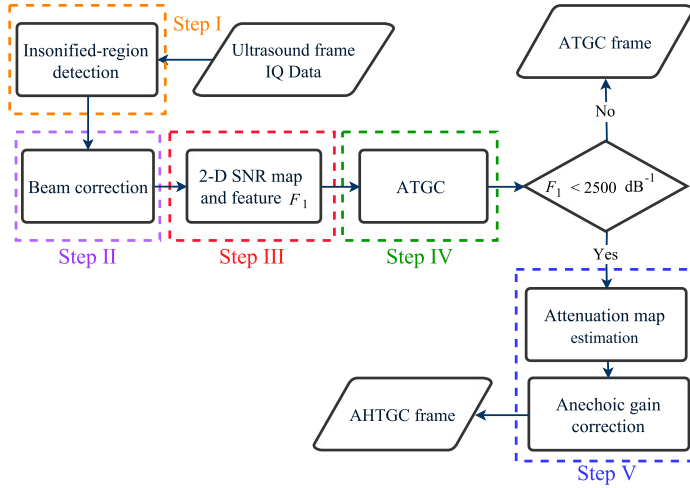 Step I
Insonified-region
detection
Ultrasound frame
IQ Data
ATGC frame
No
Beam correction
2-D SNR map
and feature F1
ATGC
F1 < 2500 dB-1
Step II
Step III
Step IV
Yes
Attenuation map
estimation
Anechoic gain
correction
AHTGC frame
Step V